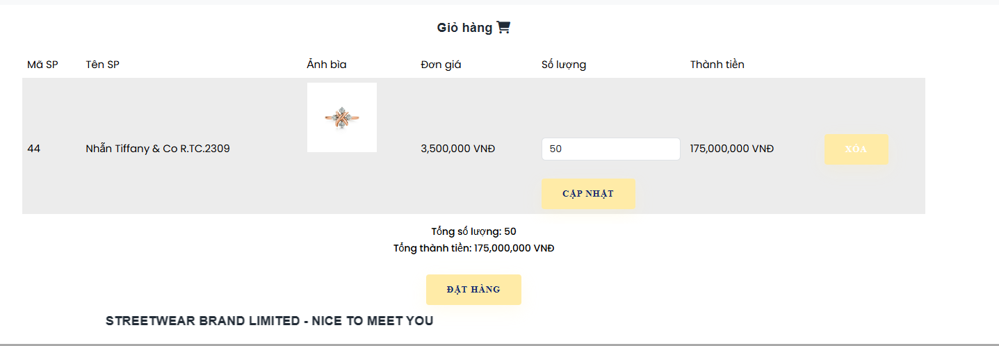 Giỏ hàng
Mã SP Tên SP Ảnh bìa Đơn giá Số lượng Thành tiền
44 Nhẫn Tiffany & Co R.TC.2309 3,500,000 VNĐ 50 175,000,000 VNĐ XÓA
CẬP NHẬT
Tổng số lượng: 50
Tổng thành tiền: 175,000,000 VNĐ
ĐẶT HÀNG
STREETWEAR BRAND LIMITED - NICE TO MEET YOU